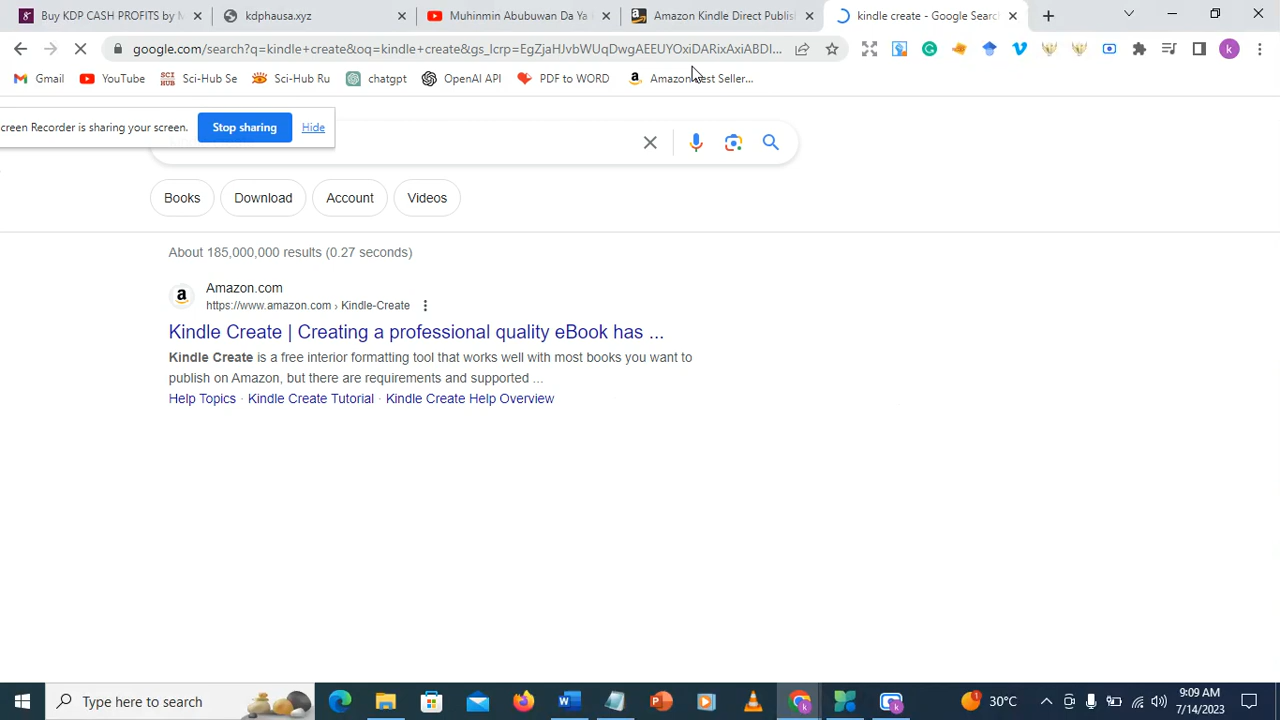 Buy KDP CASH PROFITS by M
kdphausa.xyz
Muhinmin Abubuwan Da Ya k
Amazon Kindle Direct Publish
kindle create - Google Search
google.com/search?q=kindle+create&oq=kindle+create&gs_lcrp=EgZjaHJvbWUqDwgAEEUYOxiDARixAxiABDI...
Gmail
YouTube
SCI HUB
Sci-Hub Se
Sci-Hub Ru
chatgpt
OpenAI API
PDF to WORD
Amazon Best Seller...
creen Recorder is sharing your screen.
Stop sharing
Hide
Books
Download
Account
Videos
About 185,000,000 results (0.27 seconds)
Amazon.com
https://www.amazon.com › Kindle-Create
Kindle Create | Creating a professional quality eBook has ...
Kindle Create is a free interior formatting tool that works well with most books you want to
publish on Amazon, but there are requirements and supported ...
Help Topics · Kindle Create Tutorial · Kindle Create Help Overview
Type here to search
30°C
9:09 AM
7/14/2023